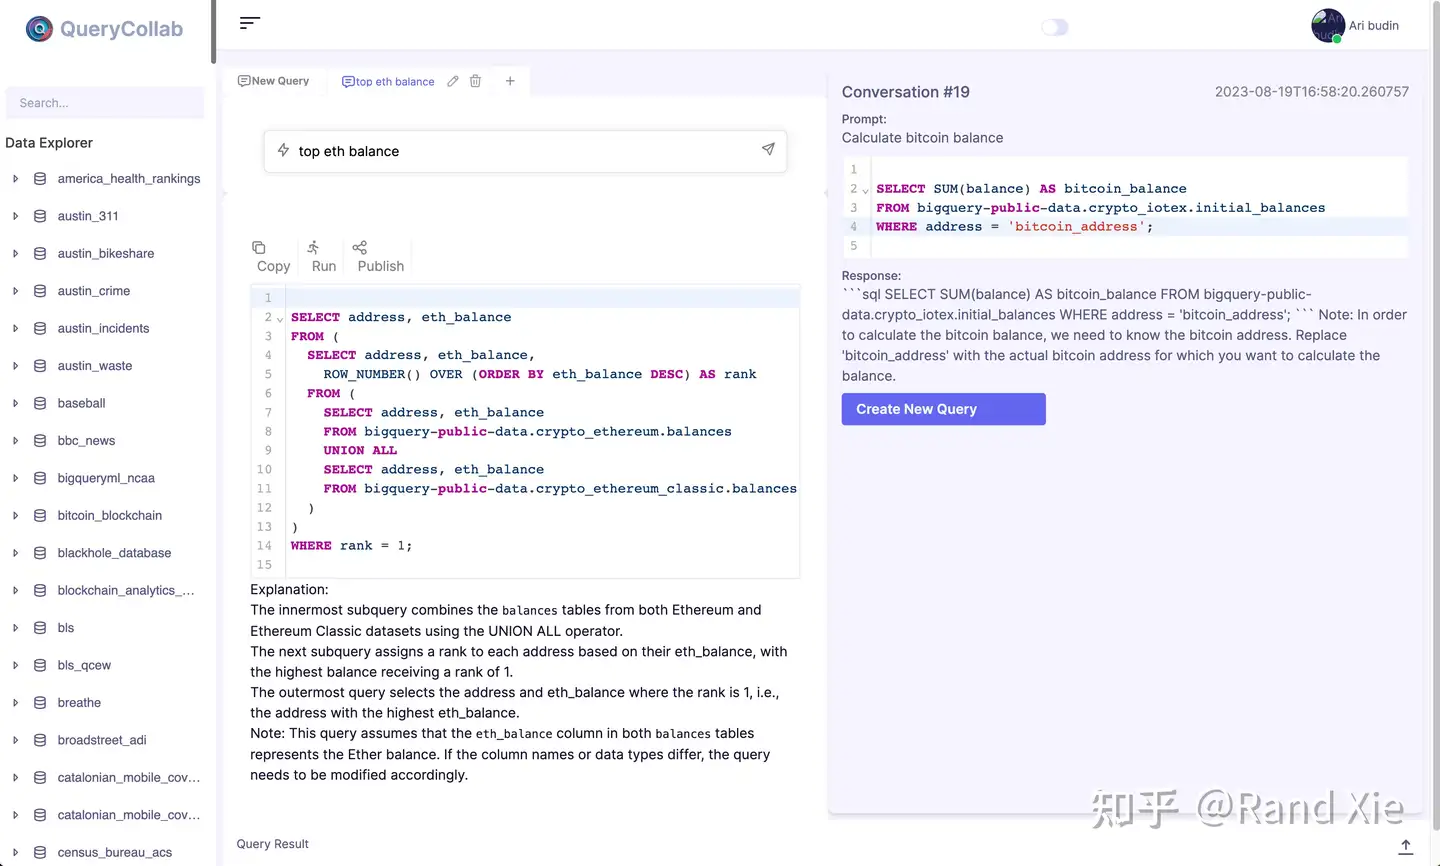 QueryCollab
Ari budin
Search...
Data Explorer
america_health_rankings
austin_311
austin_bikeshare
austin_crime
austin_incidents
austin_waste
baseball
bbc_news
bigqueryml_ncaa
bitcoin_blockchain
blackhole_database
blockchain_analytics_...
bls
bls_qcew
breathe
broadstreet_adi
catalonian_mobile_cov...
catalonian_mobile_cov...
census_bureau_acs
New Query
top eth balance
+
top eth balance
Copy
Run
Publish
1
2 SELECT address, eth_balance
3 FROM (
4 SELECT address, eth_balance,
5 ROW_NUMBER() OVER (ORDER BY eth_balance DESC) AS rank
6 FROM (
7 SELECT address, eth_balance
8 FROM bigquery-public-data.crypto_ethereum.balances
9 UNION ALL
10 SELECT address, eth_balance
11 FROM bigquery-public-data.crypto_ethereum_classic.balances
12 )
13 )
14 WHERE rank = 1;
15
Explanation:
The innermost subquery combines the balances tables from both Ethereum and
Ethereum Classic datasets using the UNION ALL operator.
The next subquery assigns a rank to each address based on their eth_balance, with
the highest balance receiving a rank of 1.
The outermost query selects the address and eth_balance where the rank is 1, i.e.,
the address with the highest eth_balance.
Note: This query assumes that the eth_balance column in both balances tables
represents the Ether balance. If the column names or data types differ, the query
needs to be modified accordingly.
Query Result
Conversation #19
2023-08-19T16:58:20.260757
Prompt:
Calculate bitcoin balance
1
2 SELECT SUM(balance) AS bitcoin_balance
3 FROM bigquery-public-data.crypto_iotex.initial_balances
4 WHERE address = 'bitcoin_address';
5
Response:
```sql SELECT SUM(balance) AS bitcoin_balance FROM bigquery-public-
data.crypto_iotex.initial_balances WHERE address = 'bitcoin_address'; ``` Note: In order
to calculate the bitcoin balance, we need to know the bitcoin address. Replace
'bitcoin_address' with the actual bitcoin address for which you want to calculate the
balance.
Create New Query
知乎 @Rand Xie